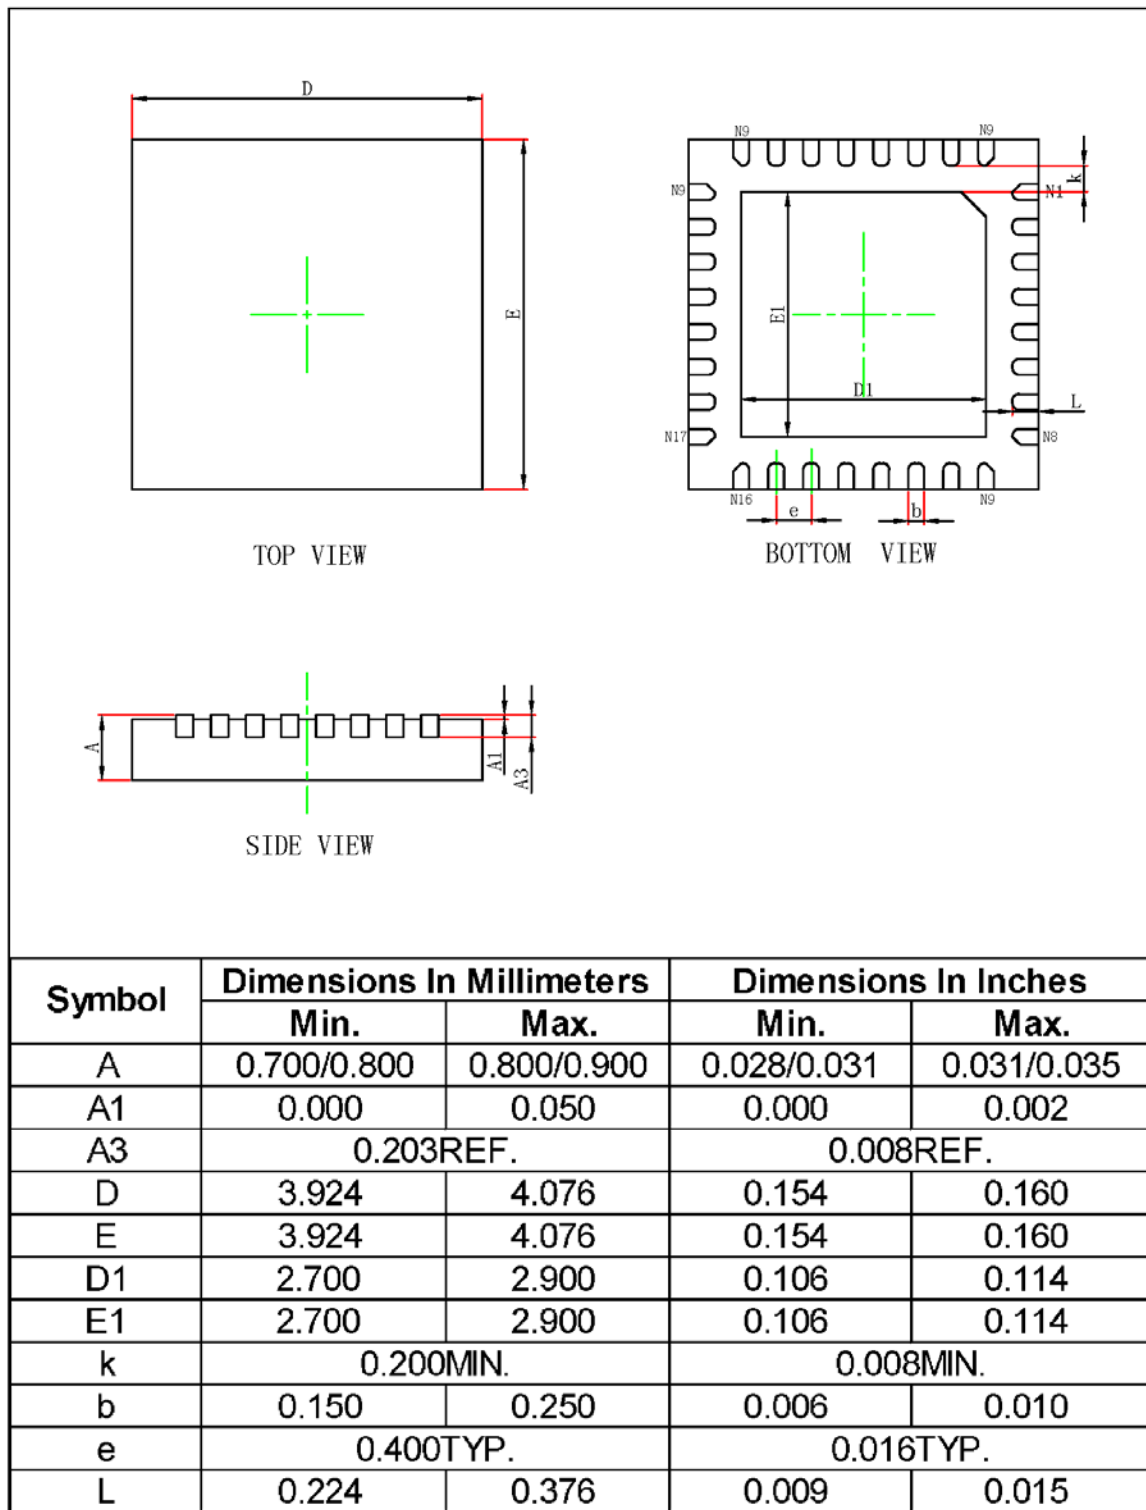 D
E
TOP VIEW
N9 N9
k
N9 N1
E1
D1
L
N17 N8
N16 N9
e b
BOTTOM VIEW
A
A1
A3
SIDE VIEW
Symbol Dimensions In Millimeters Dimensions In Inches
Min. Max. Min. Max.
A 0.700/0.800 0.800/0.900 0.028/0.031 0.031/0.035
A1 0.000 0.050 0.000 0.002
A3 0.203REF. 0.008REF.
D 3.924 4.076 0.154 0.160
E 3.924 4.076 0.154 0.160
D1 2.700 2.900 0.106 0.114
E1 2.700 2.900 0.106 0.114
k 0.200MIN. 0.008MIN.
b 0.150 0.250 0.006 0.010
e 0.400TYP. 0.016TYP.
L 0.224 0.376 0.009 0.015